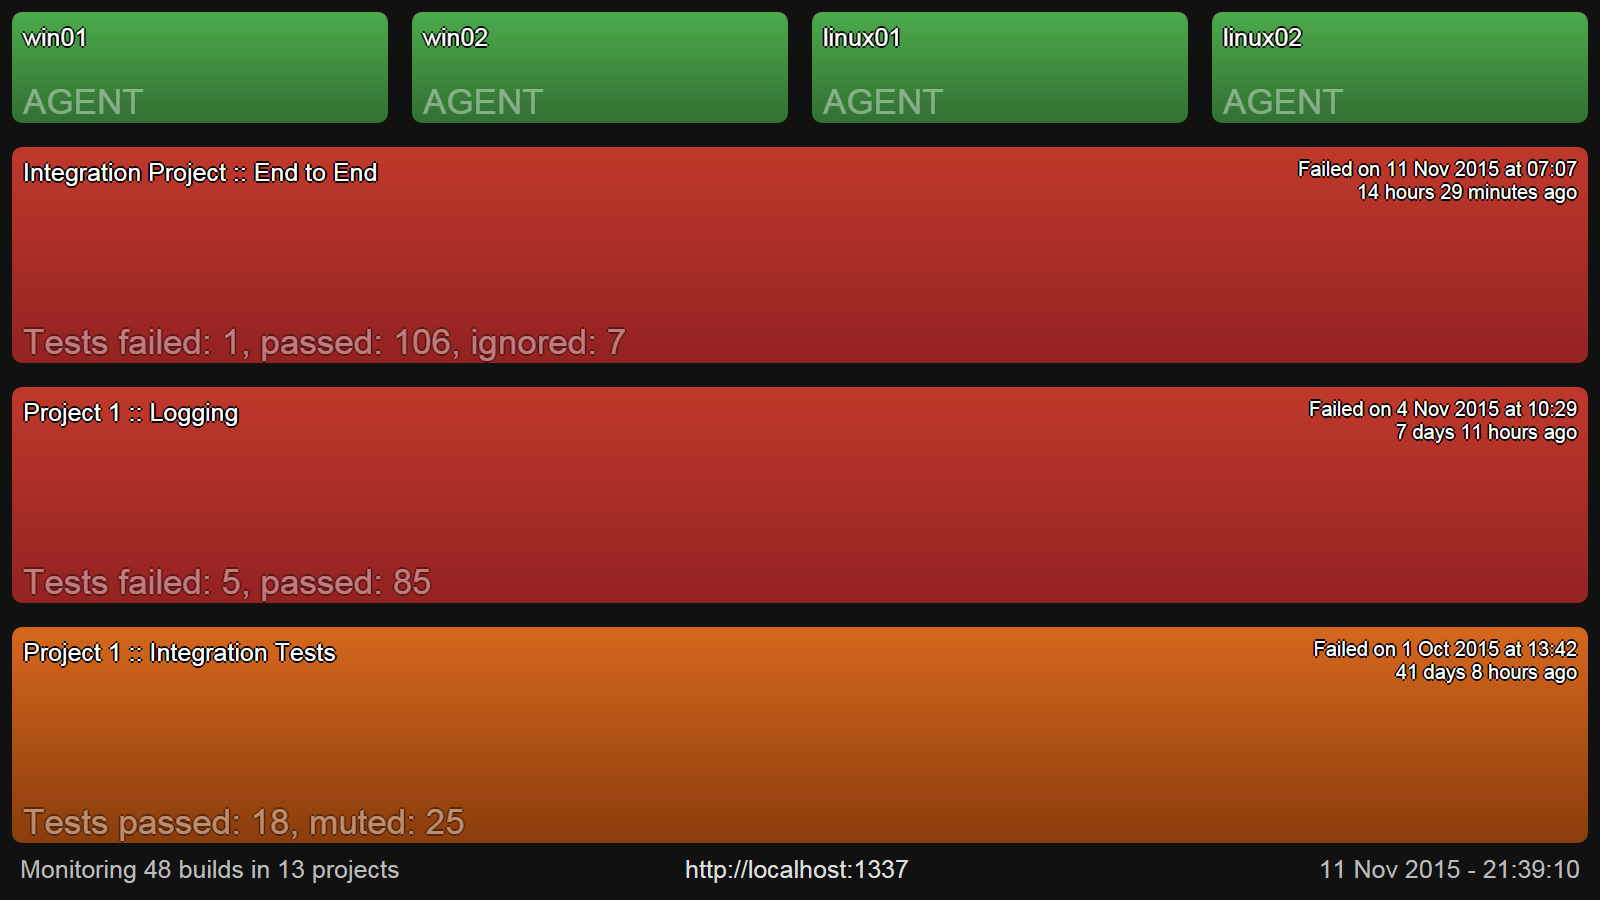 win01
AGENT
win02
AGENT
linux01
AGENT
linux02
AGENT
Integration Project :: End to End
Failed on 11 Nov 2015 at 07:07
14 hours 29 minutes ago
Tests failed: 1, passed: 106, ignored: 7
Project 1 :: Logging
Failed on 4 Nov 2015 at 10:29
7 days 11 hours ago
Tests failed: 5, passed: 85
Project 1 :: Integration Tests
Failed on 1 Oct 2015 at 13:42
41 days 8 hours ago
Tests passed: 18, muted: 25
Monitoring 48 builds in 13 projects
http://localhost:1337
11 Nov 2015 - 21:39:10